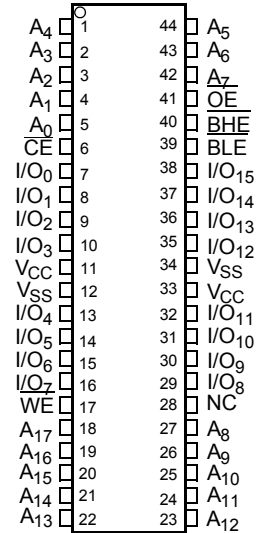 A4 1 44 A5
A3 2 43 A6
A2 3 42 A7
A1 4 41 OE
A0 5 40 BHE
CE 6 39 BLE
I/O0 7 38 I/O15
I/O1 8 37 I/O14
I/O2 9 36 I/O13
I/O3 10 35 I/O12
VCC 11 34 VSS
VSS 12 33 VCC
I/O4 13 32 I/O11
I/O5 14 31 I/O10
I/O6 15 30 I/O9
I/O7 16 29 I/O8
WE 17 28 NC
A17 18 27 A8
A16 19 26 A9
A15 20 25 A10
A14 21 24 A11
A13 22 23 A12